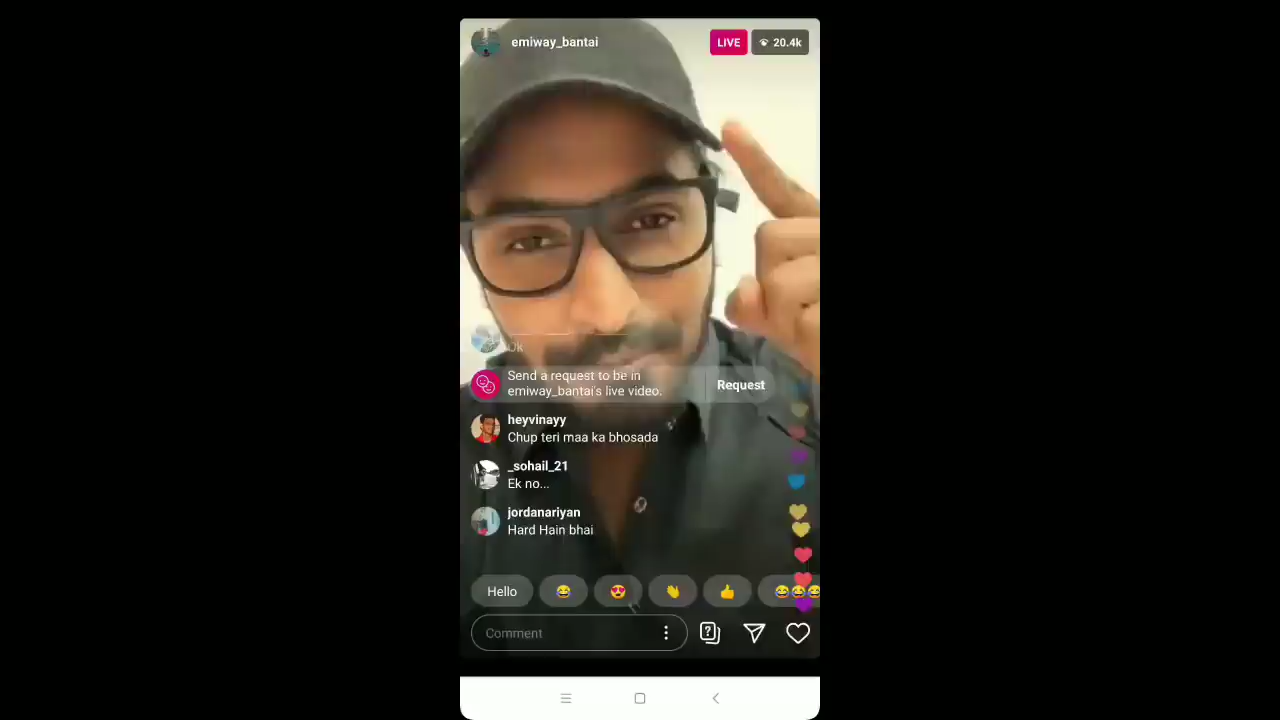 emiway_bantai
LIVE
20.4k
Ok
Send a request to be in
emiway_bantai's live video.
Request
heyvinayy
Chup teri maa ka bhosada
_sohail_21
Ek no...
jordanariyan
Hard Hain bhai
Hello
Comment